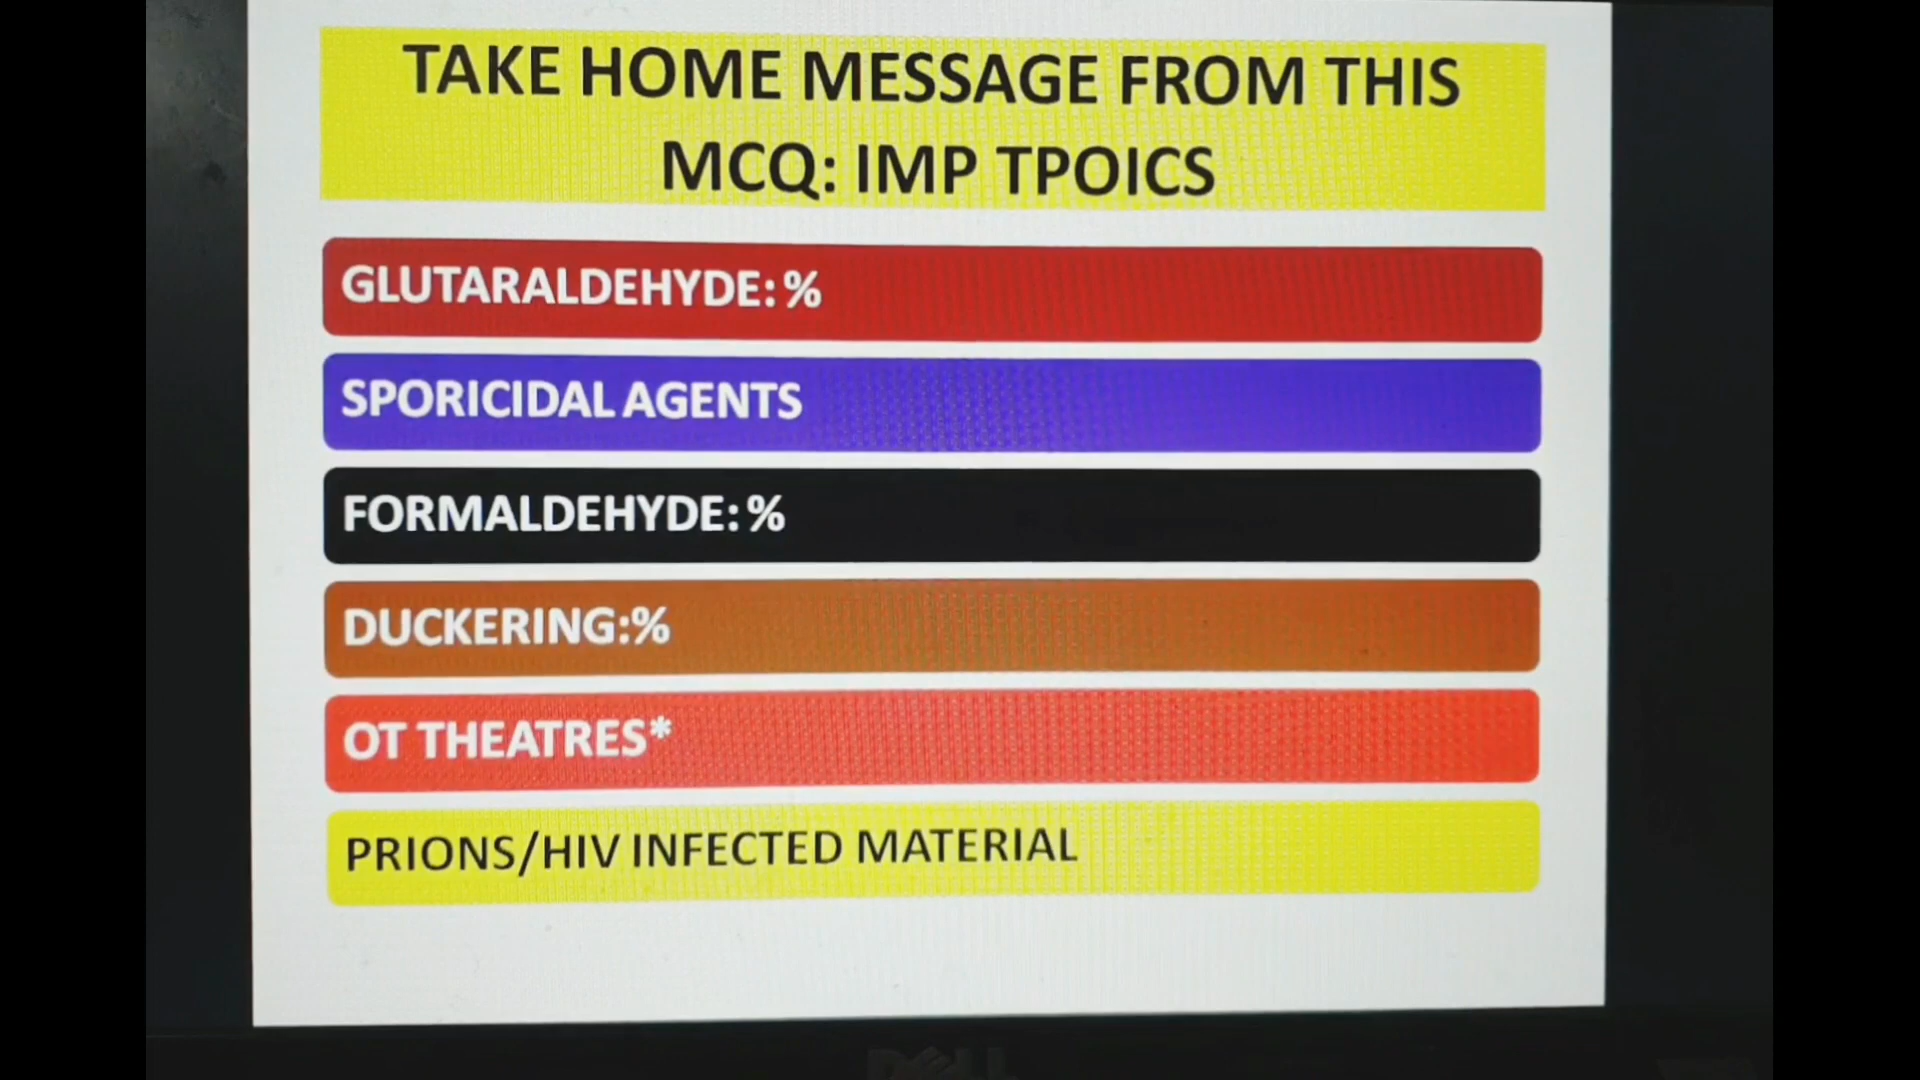 TAKE HOME MESSAGE FROM THIS
MCQ: IMP TPOICS
GLUTARALDEHYDE: %
SPORICIDAL AGENTS
FORMALDEHYDE: %
DUCKERING:%
OT THEATRES*
PRIONS/HIV INFECTED MATERIAL
DELL